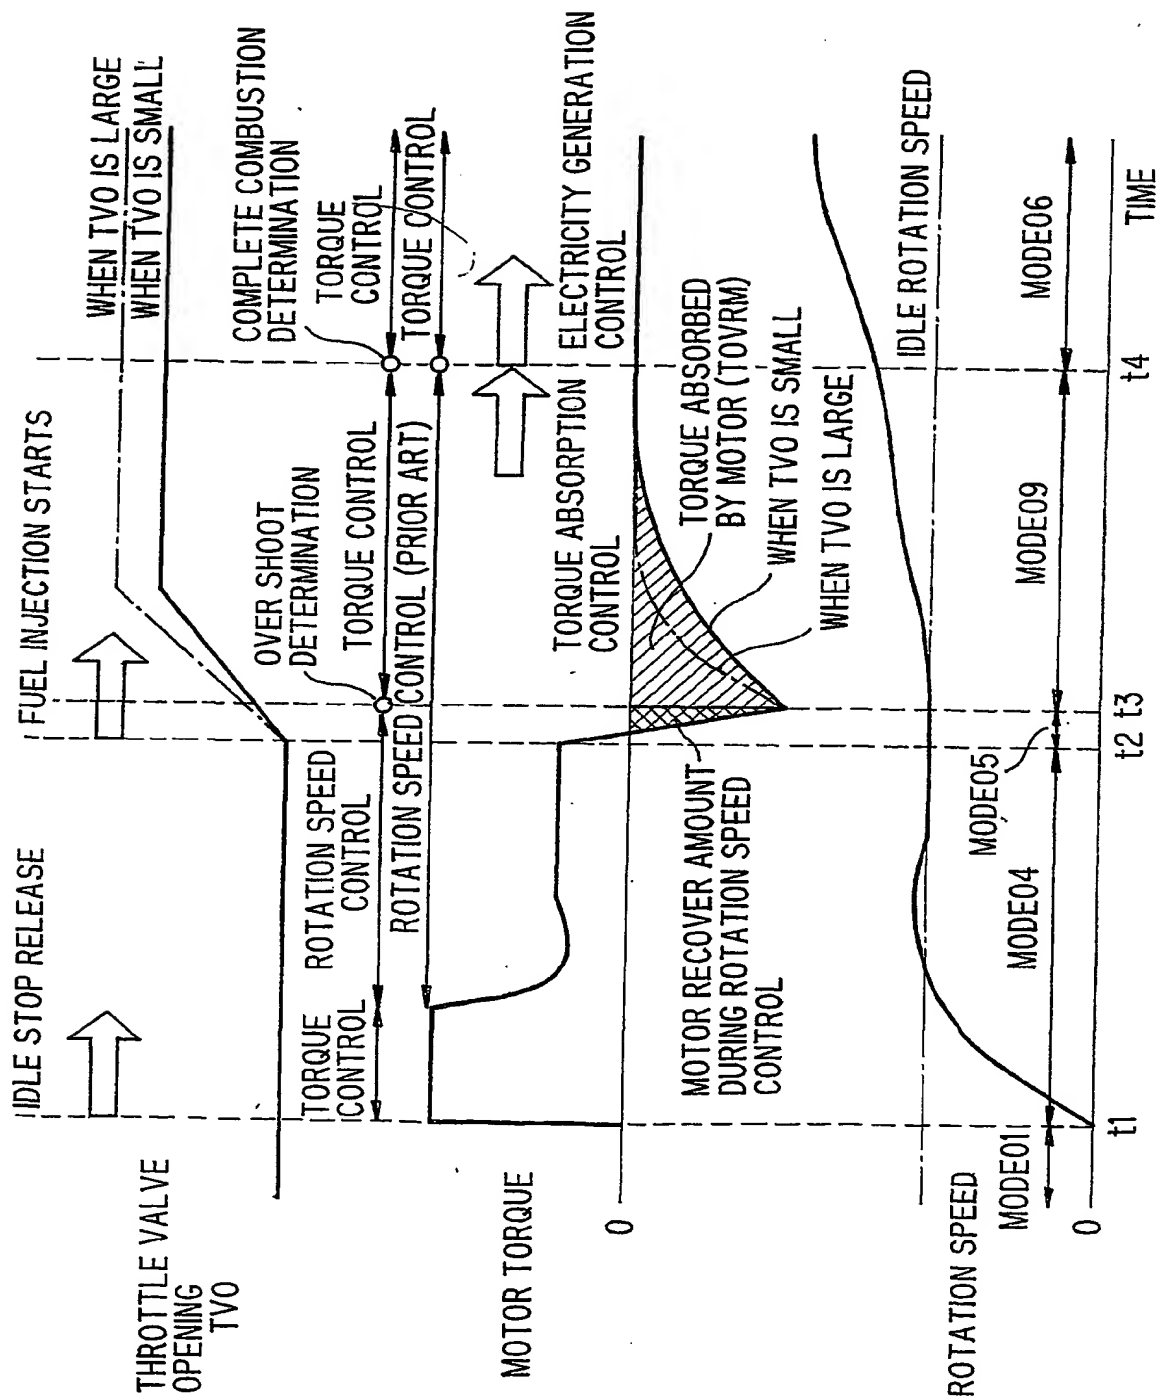 IDLE STOP RELEASE
FUEL INJECTION STARTS
THROTTLE VALVE
OPENING
TVO
WHEN TVO IS LARGE
WHEN TVO IS SMALL
COMPLETE COMBUSTION
DETERMINATION
OVER SHOOT
DETERMINATION
TORQUE
CONTROL
ROTATION SPEED
CONTROL
TORQUE CONTROL
TORQUE
CONTROL
ROTATION SPEED CONTROL (PRIOR ART)
TORQUE CONTROL
MOTOR TORQUE
0
TORQUE ABSORPTION
CONTROL
ELECTRICITY GENERATION
CONTROL
MOTOR RECOVER AMOUNT
DURING ROTATION SPEED
CONTROL
TORQUE ABSORBED
BY MOTOR (TOVRM)
WHEN TVO IS SMALL
WHEN TVO IS LARGE
IDLE ROTATION SPEED
ROTATION SPEED
MODE01
MODE04
MODE05
MODE09
MODE06
0
t1
t2
t3
t4
TIME